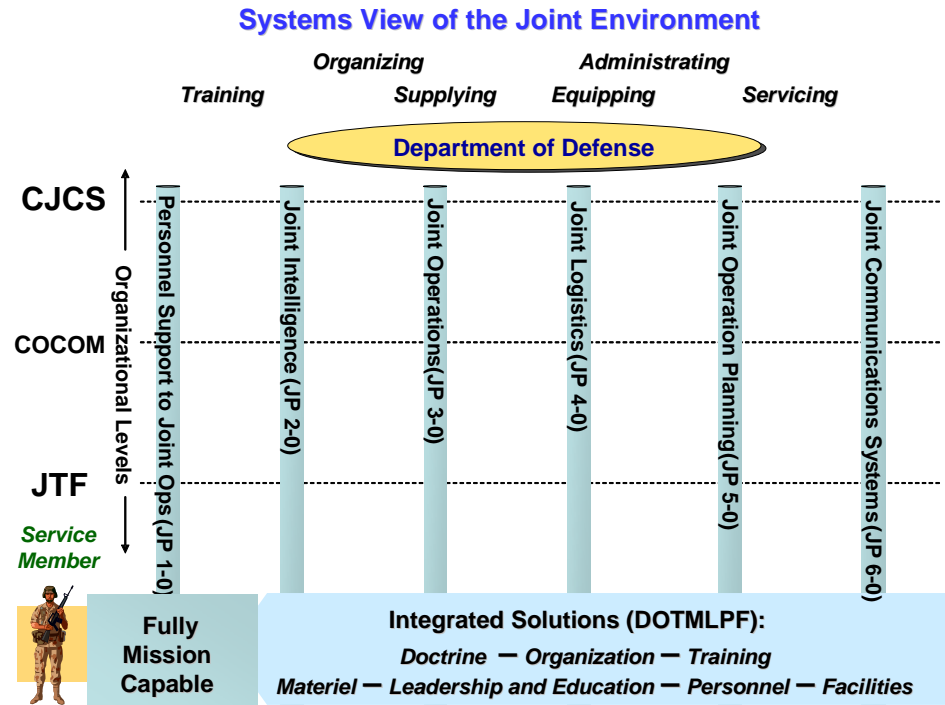 Systems View of the Joint Environment
Organizing Administrating
Training Supplying Equipping Servicing
Department of Defense
CJCS
COCOM
JTF
Organizational Levels
Service
Member
Personnel Support to Joint Ops (JP 1-0)
Joint Intelligence (JP 2-0)
Joint Operations(JP 3-0)
Joint Logistics(JP 4-0)
Joint Operation Planning(JP 5-0)
Joint Communications Systems(JP 6-0)
Fully
Mission
Capable
Integrated Solutions (DOTMLPF):
Doctrine — Organization — Training
Materiel — Leadership and Education — Personnel — Facilities